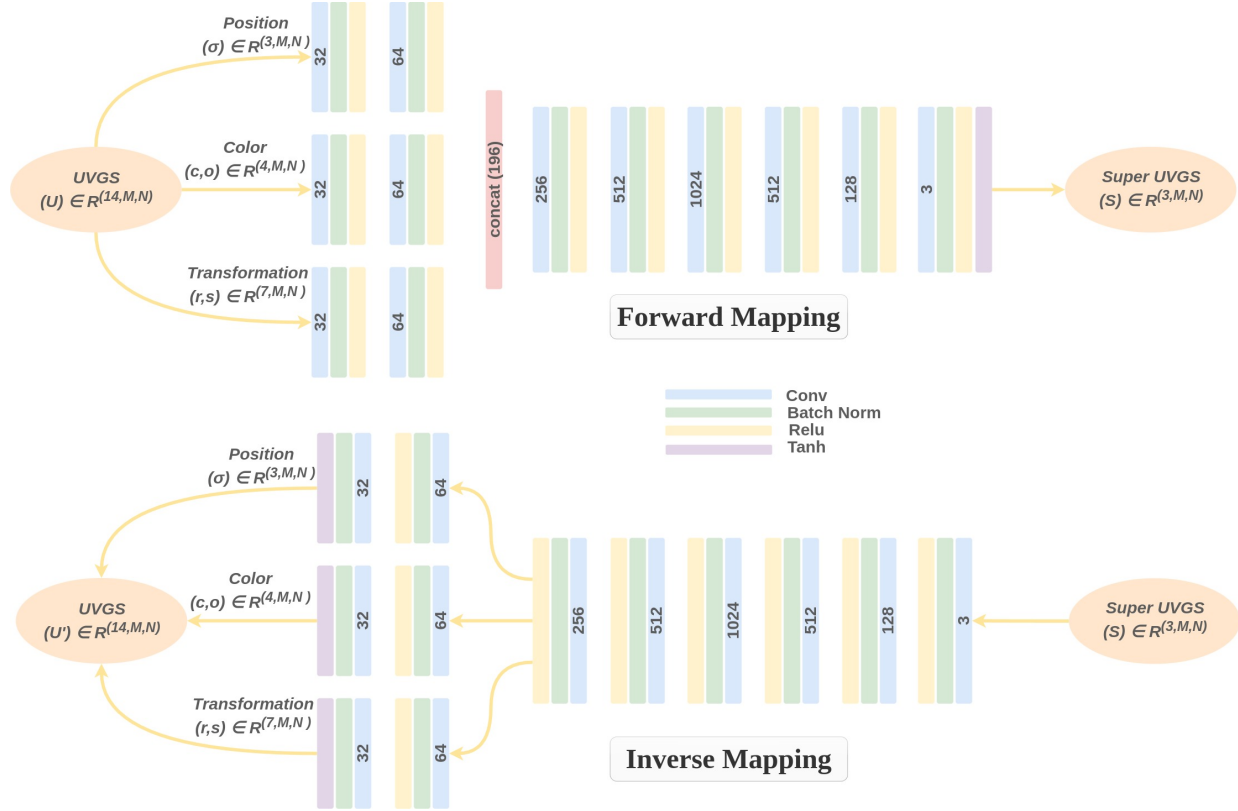 Position
(σ) ∈ R(3,M,N )
32
64
Color
(c,o) ∈ R(4,M,N )
32
64
UVGS
(U) ∈ R(14,M,N)
Transformation
(r,s) ∈ R(7,M,N )
32
64
concat (196)
256
512
1024
512
128
3
Super UVGS
(S) ∈ R(3,M,N)
Forward Mapping
Conv
Batch Norm
Relu
Tanh
Position
(σ) ∈ R(3,M,N )
32
64
Color
(c,o) ∈ R(4,M,N )
32
64
UVGS
(U') ∈ R(14,M,N)
Transformation
(r,s) ∈ R(7,M,N )
32
64
256
512
1024
512
128
3
Super UVGS
(S) ∈ R(3,M,N)
Inverse Mapping